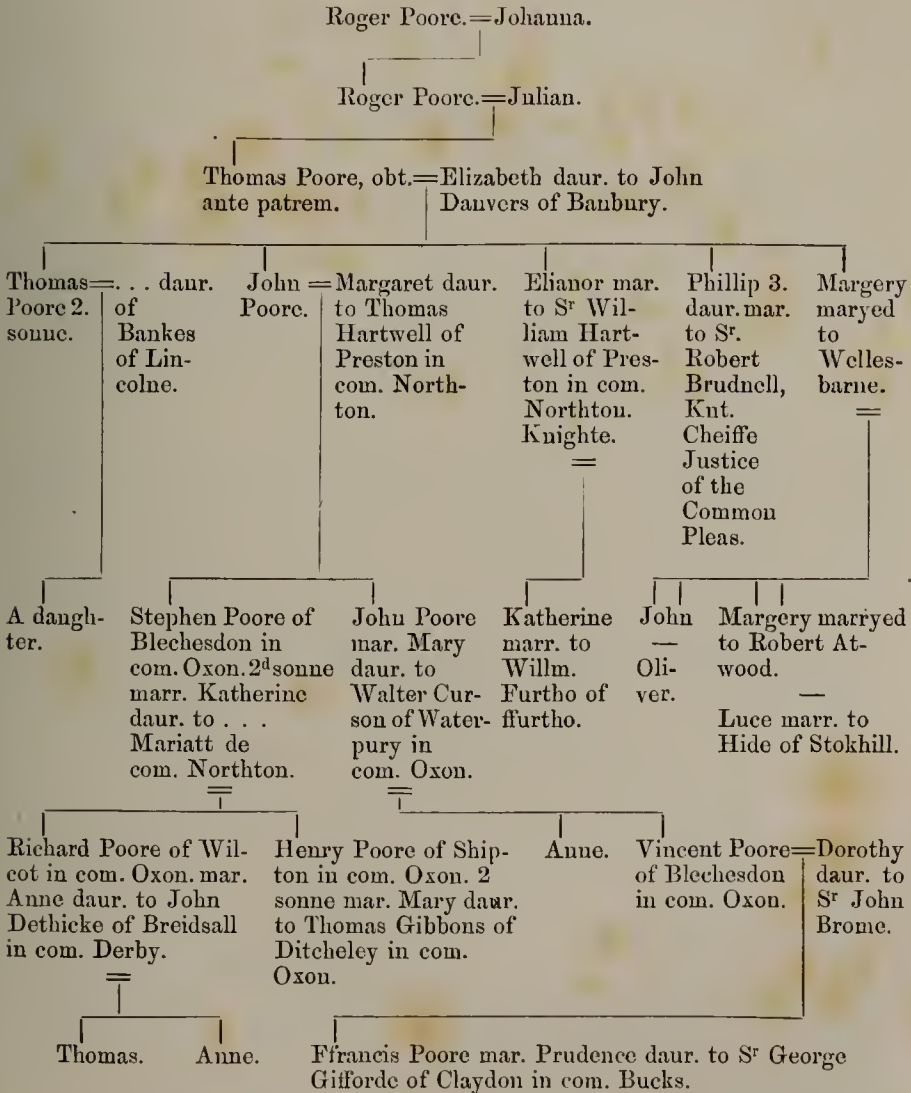 Roger Poore.=Johanna.
Roger Poore.=Julian.
Thomas Poore, obt.=Elizabeth daur. to John
ante patrem. Danvers of Banbury.
Thomas=. . . daur.
Poore 2. of
sonne. Bankes
of Lin-
colne.
John =Margaret daur.
Poore. to Thomas
Hartwell of
Preston in
com. North-
ton.
Elianor mar.
to Sʳ Wil-
liam Hart-
well of Pres-
ton in com.
Northton.
Knighte.
Phillip 3.
daur. mar.
to Sʳ.
Robert
Brudnell,
Knt.
Cheiffe
Justice
of the
Common
Pleas.
Margery
maryed
to
Welles-
barne.
A daugh-
ter.
Stephen Poore of
Blechesdon in
com. Oxon. 2ᵈ sonne
marr. Katherine
daur. to . . .
Mariatt de
com. Northton.
John Poore
mar. Mary
daur. to
Walter Cur-
son of Water-
pury in
com. Oxon.
Katherine
marr. to
Willm.
Furtho of
ffurtho.
John
—
Oli-
ver.
Margery marryed
to Robert At-
wood.
—
Luce marr. to
Hide of Stokhill.
Richard Poore of Wil-
cot in com. Oxon. mar.
Anne daur. to John
Dethicke of Breidsall
in com. Derby.
Henry Poore of Ship-
ton in com. Oxon. 2
sonne mar. Mary daur.
to Thomas Gibbons of
Ditcheley in com.
Oxon.
Anne.
Vincent Poore=Dorothy
of Blechesdon daur. to
in com. Oxon. Sʳ John
Brome.
Thomas. Anne.
Ffrancis Poore mar. Prudence daur. to Sʳ George
Gifforde of Claydon in com. Bucks.